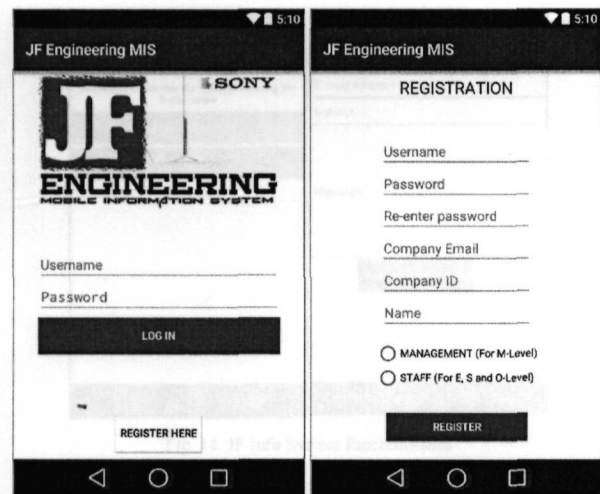 5:10
JF Engineering MIS
SONY
JF
ENGINEERING
MOBILE INFORMATION SYSTEM
Username
Password
LOG IN
REGISTER HERE
5:10
JF Engineering MIS
REGISTRATION
Username
Password
Re-enter password
Company Email
Company ID
Name
MANAGEMENT (For M-Level)
STAFF (For E, S and O-Level)
REGISTER